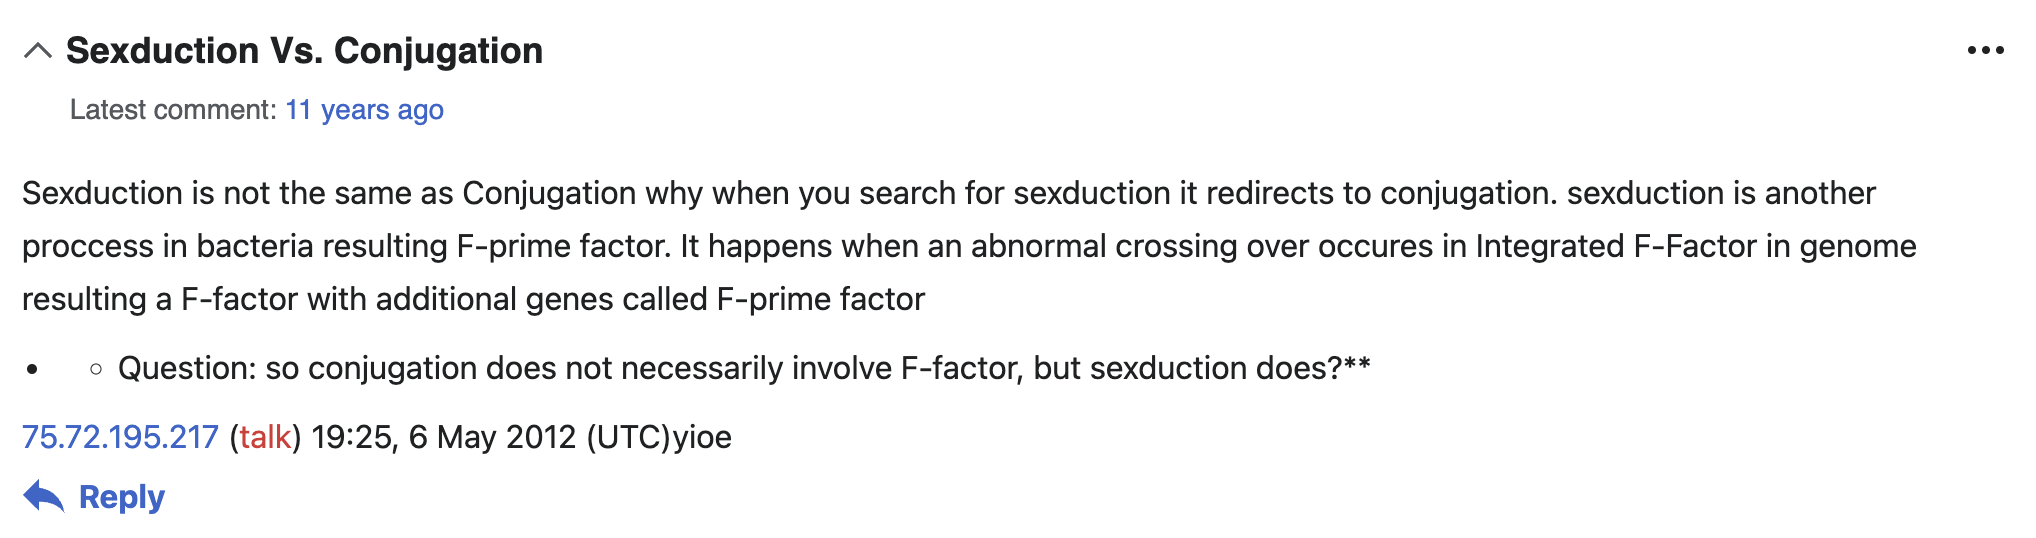 Sexduction Vs. Conjugation
Latest comment: 11 years ago
Sexduction is not the same as Conjugation why when you search for sexduction it redirects to conjugation. sexduction is another
proccess in bacteria resulting F-prime factor. It happens when an abnormal crossing over occures in Integrated F-Factor in genome
resulting a F-factor with additional genes called F-prime factor
Question: so conjugation does not necessarily involve F-factor, but sexduction does?**
75.72.195.217 (talk) 19:25, 6 May 2012 (UTC)yioe
Reply